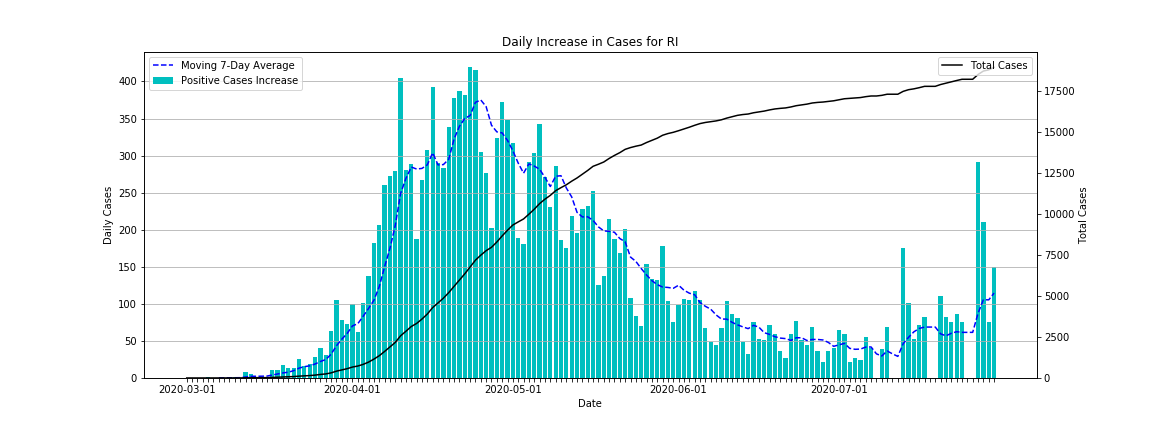 Daily Increase in Cases for RI
Moving 7-Day Average
Positive Cases Increase
Total Cases
400
350
300
250
200
150
100
50
0
Daily Cases
17500
15000
12500
10000
7500
5000
2500
0
Total Cases
2020-03-01 2020-04-01 2020-05-01 2020-06-01 2020-07-01
Date